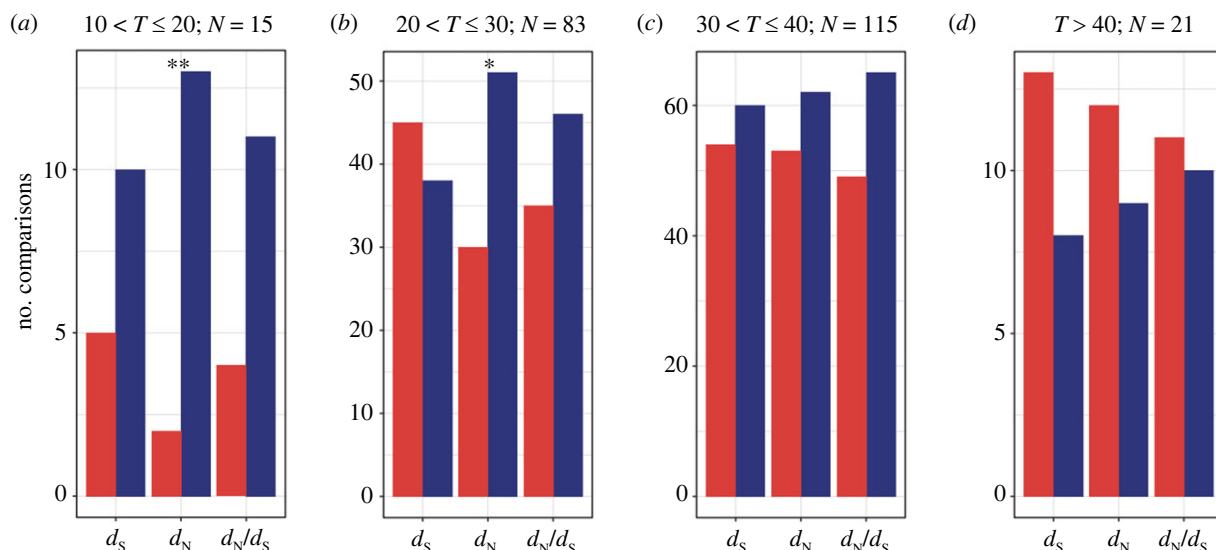 (a) 10 < T ≤ 20; N = 15
(b) 20 < T ≤ 30; N = 83
(c) 30 < T ≤ 40; N = 115
(d) T > 40; N = 21
no. comparisons
**
10
5
0
dS dN dN/dS
*
50
40
30
20
10
0
dS dN dN/dS
60
40
20
0
dS dN dN/dS
10
5
0
dS dN dN/dS